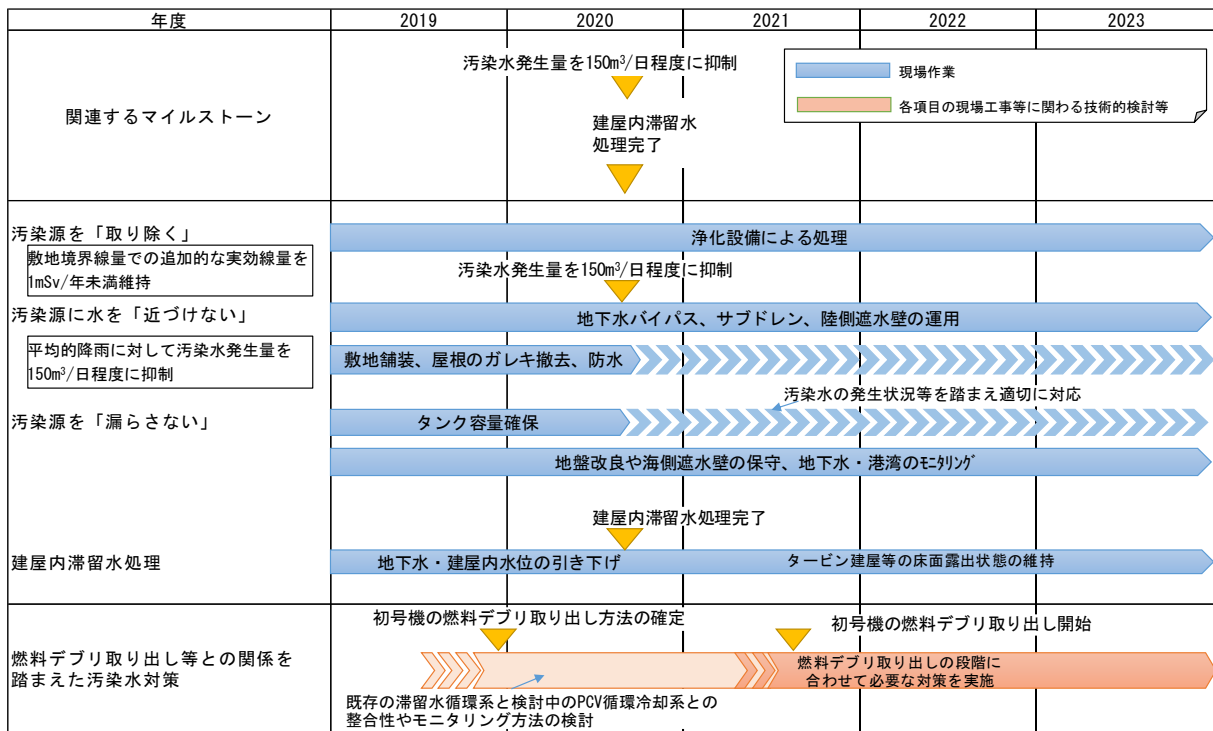 年度
2019
2020
2021
2022
2023
関連するマイルストーン
汚染水発生量を150m³/日程度に抑制
建屋内滞留水
処理完了
現場作業
各項目の現場工事等に関わる技術的検討等
汚染源を「取り除く」
敷地境界線量での追加的な実効線量を
1mSv/年未満維持
浄化設備による処理
汚染水発生量を150m³/日程度に抑制
汚染源に水を「近づけない」
地下水バイパス、サブドレン、陸側遮水壁の運用
平均的降雨に対して汚染水発生量を
150m³/日程度に抑制
敷地舗装、屋根のガレキ撤去、防水
汚染水の発生状況等を踏まえ適切に対応
汚染源を「漏らさない」
タンク容量確保
地盤改良や海側遮水壁の保守、地下水・港湾のﾓﾆﾀﾘﾝｸﾞ
建屋内滞留水処理完了
建屋内滞留水処理
地下水・建屋内水位の引き下げ
タービン建屋等の床面露出状態の維持
初号機の燃料デブリ取り出し方法の確定
初号機の燃料デブリ取り出し開始
燃料デブリ取り出し等との関係を
踏まえた汚染水対策
燃料デブリ取り出しの段階に
合わせて必要な対策を実施
既存の滞留水循環系と検討中のPCV循環冷却系との
整合性やモニタリング方法の検討